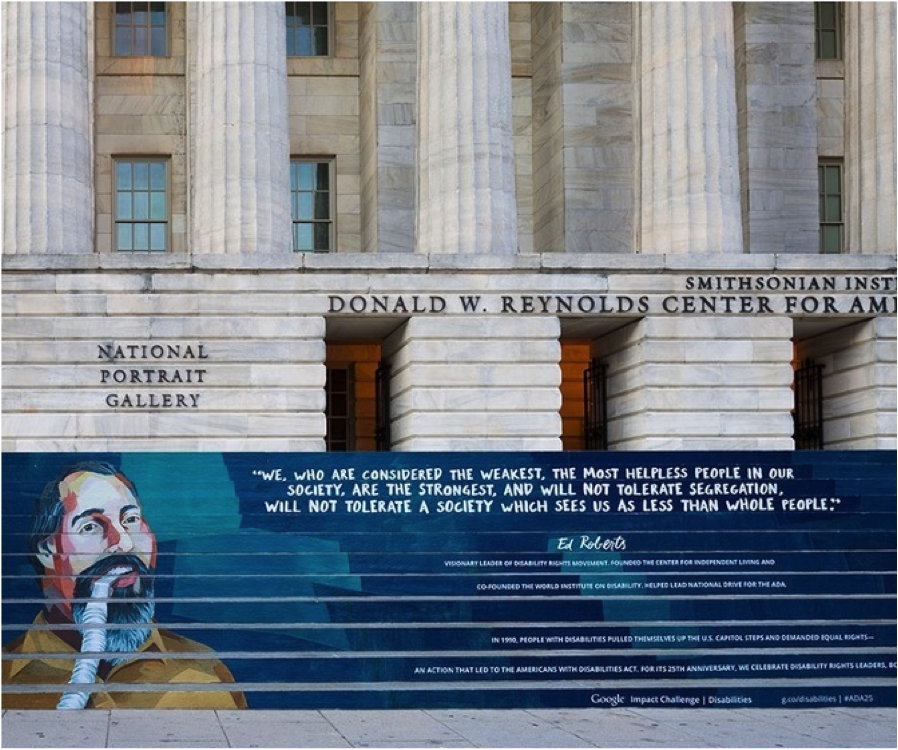 SMITHSONIAN INST
DONALD W. REYNOLDS CENTER FOR AME
NATIONAL
PORTRAIT
GALLERY
“WE, WHO ARE CONSIDERED THE WEAKEST, THE MOST HELPLESS PEOPLE IN OUR
SOCIETY, ARE THE STRONGEST, AND WILL NOT TOLERATE SEGREGATION,
WILL NOT TOLERATE A SOCIETY WHICH SEES US AS LESS THAN WHOLE PEOPLE.”
Ed Roberts
VISIONARY LEADER OF DISABILITY RIGHTS MOVEMENT. FOUNDED THE CENTER FOR INDEPENDENT LIVING AND
CO-FOUNDED THE WORLD INSTITUTE ON DISABILITY. HELPED LEAD NATIONAL DRIVE FOR THE ADA.
IN 1990, PEOPLE WITH DISABILITIES PULLED THEMSELVES UP THE U.S. CAPITOL STEPS AND DEMANDED EQUAL RIGHTS—
AN ACTION THAT LED TO THE AMERICANS WITH DISABILITIES ACT. FOR ITS 25TH ANNIVERSARY, WE CELEBRATE DISABILITY RIGHTS LEADERS, BO
Google Impact Challenge | Disabilities g.co/disabilities | #ADA25